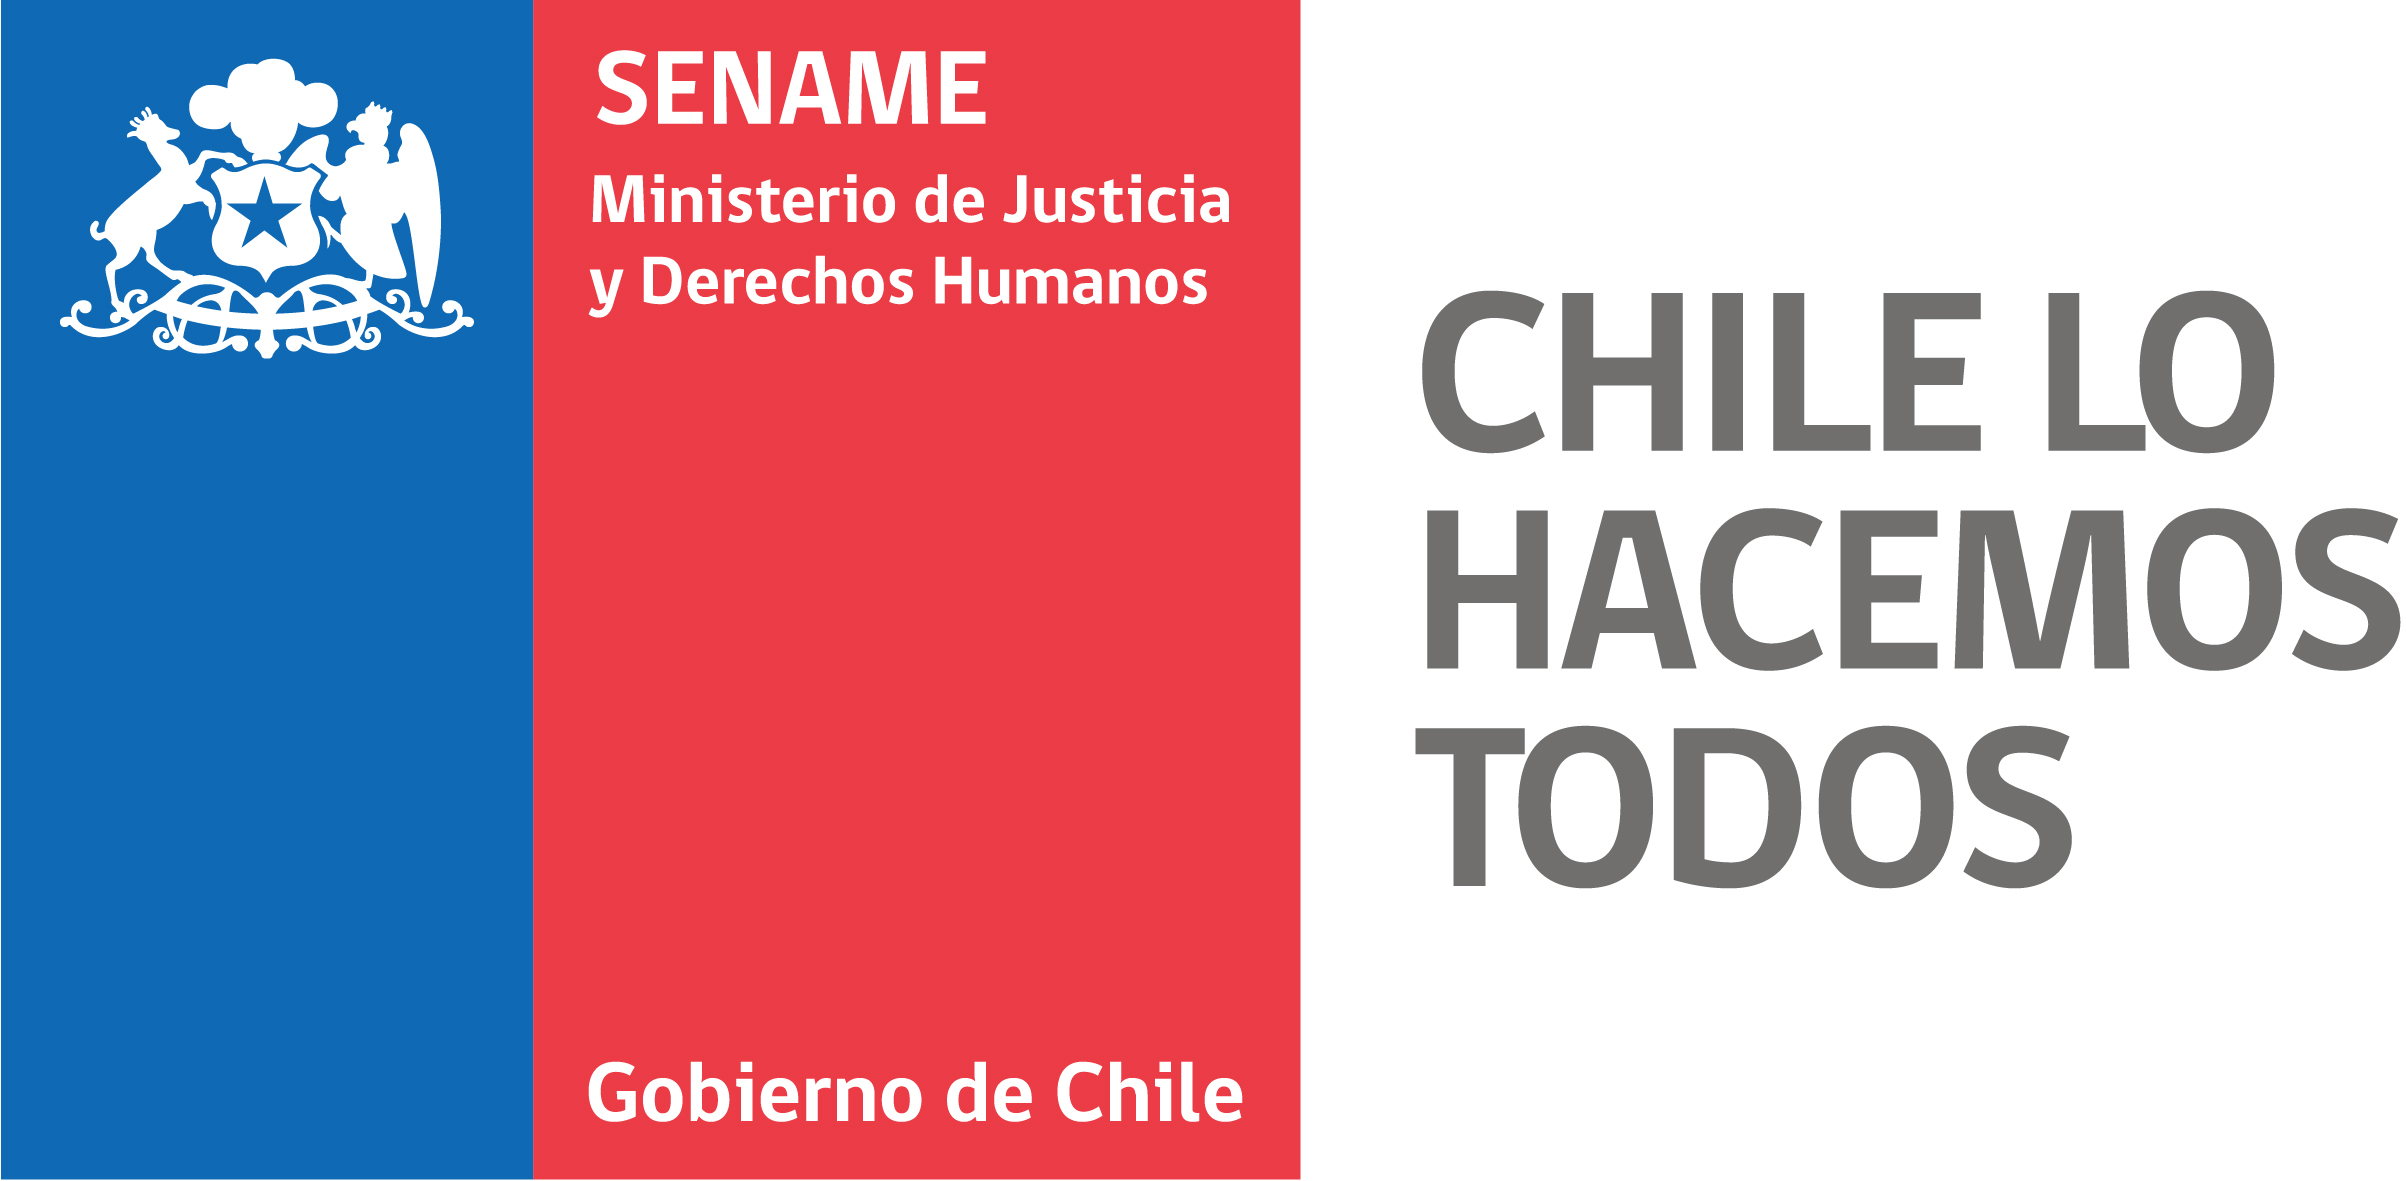 SENAME
Ministerio de Justicia
y Derechos Humanos
Gobierno de Chile
CHILE LO
HACEMOS
TODOS